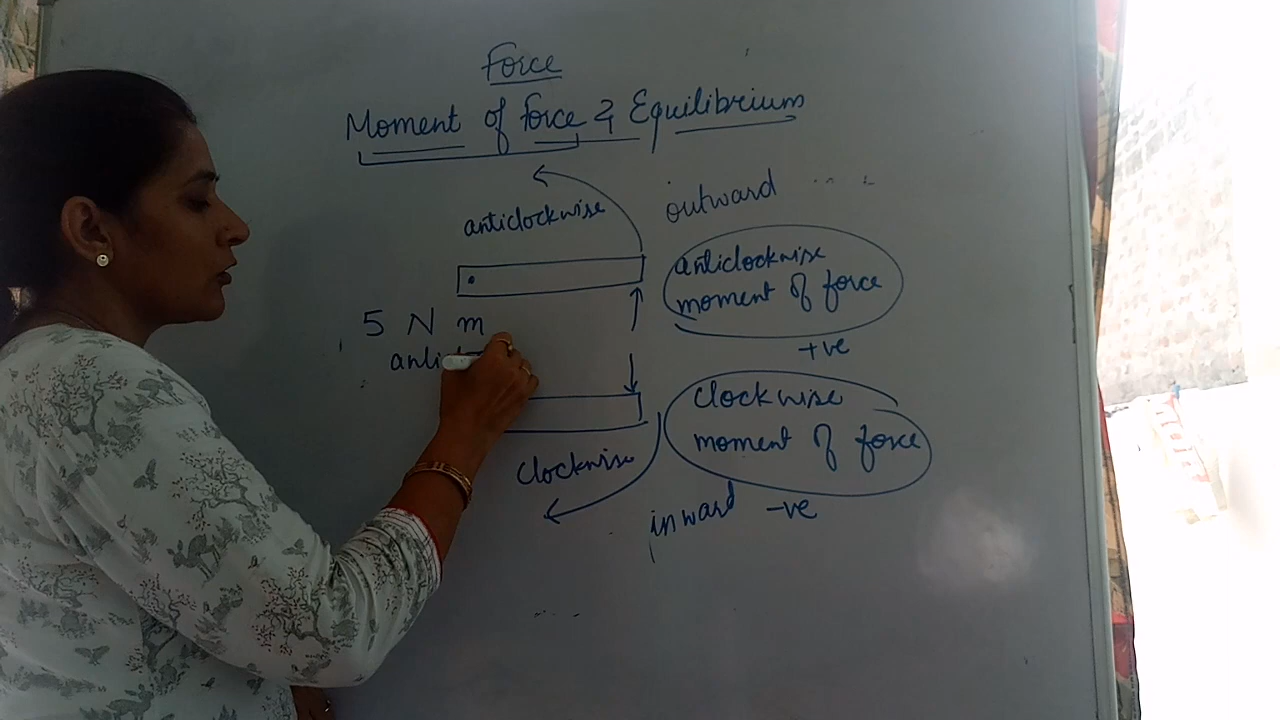 Force
Moment of force & Equilibrium
anticlockwise
outward
anticlockwise
moment of force
+ve
5 N m
anti
clockwise
moment of force
clockwise
inward -ve